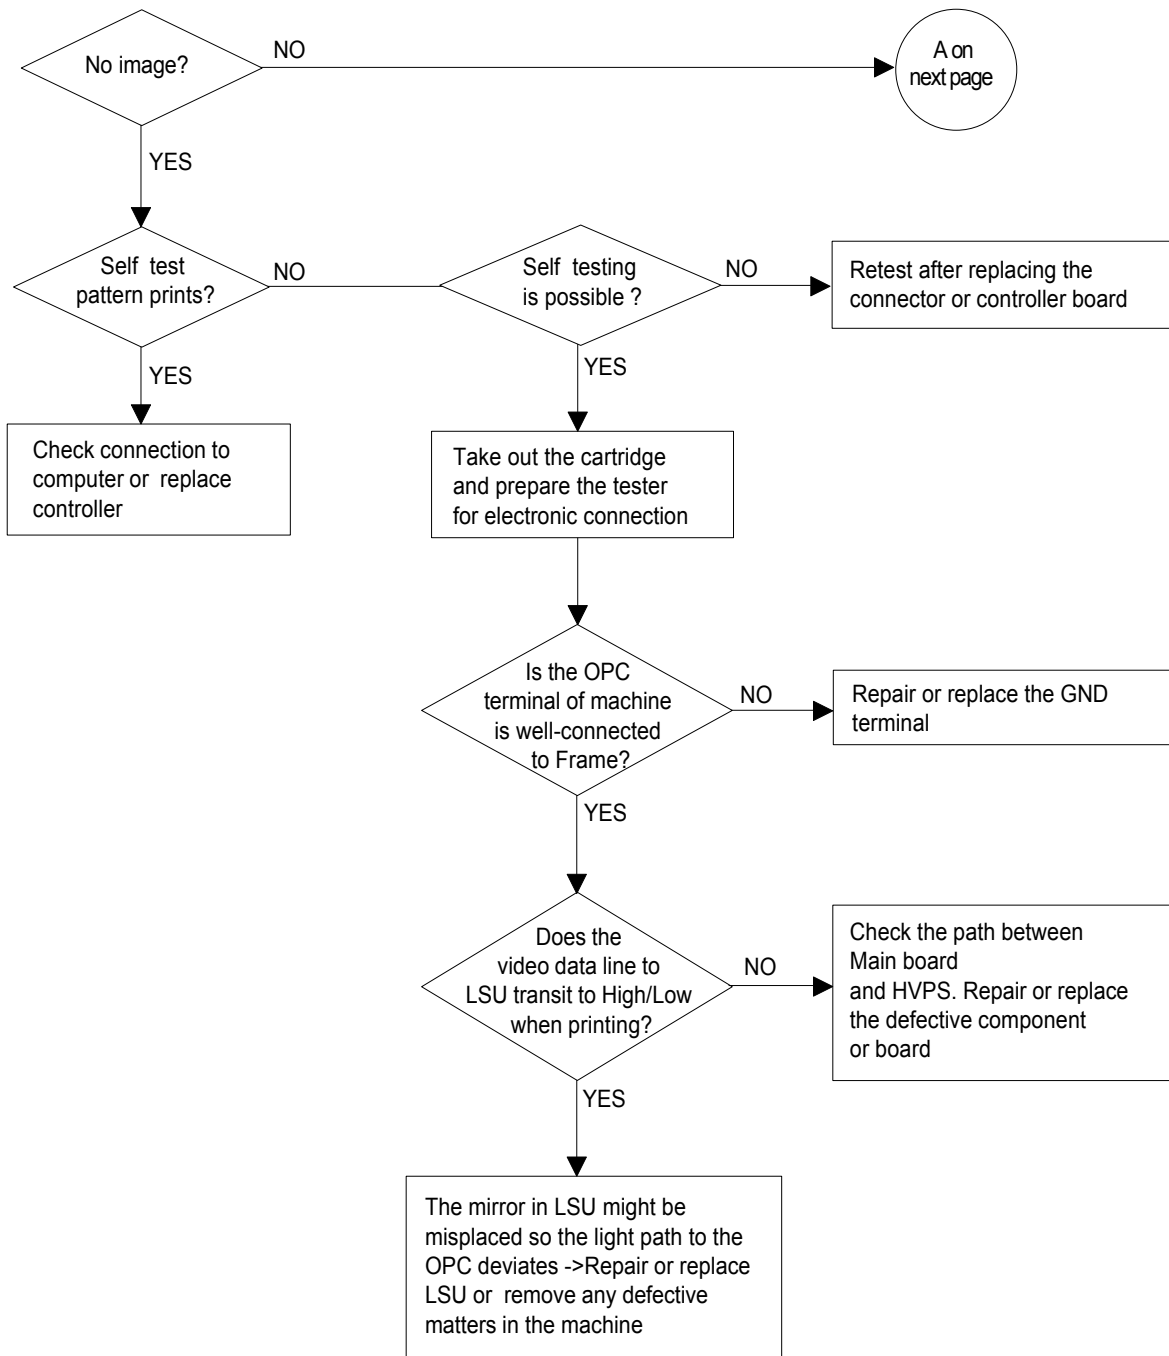 No image?
NO
A on
next page
YES
Self test
pattern prints?
NO
Self testing
is possible ?
NO
Retest after replacing the
connector or controller board
YES
YES
Check connection to
computer or replace
controller
Take out the cartridge
and prepare the tester
for electronic connection
Is the OPC
terminal of machine
is well-connected
to Frame?
NO
Repair or replace the GND
terminal
YES
Does the
video data line to
LSU transit to High/Low
when printing?
NO
Check the path between
Main board
and HVPS. Repair or replace
the defective component
or board
YES
The mirror in LSU might be
misplaced so the light path to the
OPC deviates ->Repair or replace
LSU or remove any defective
matters in the machine